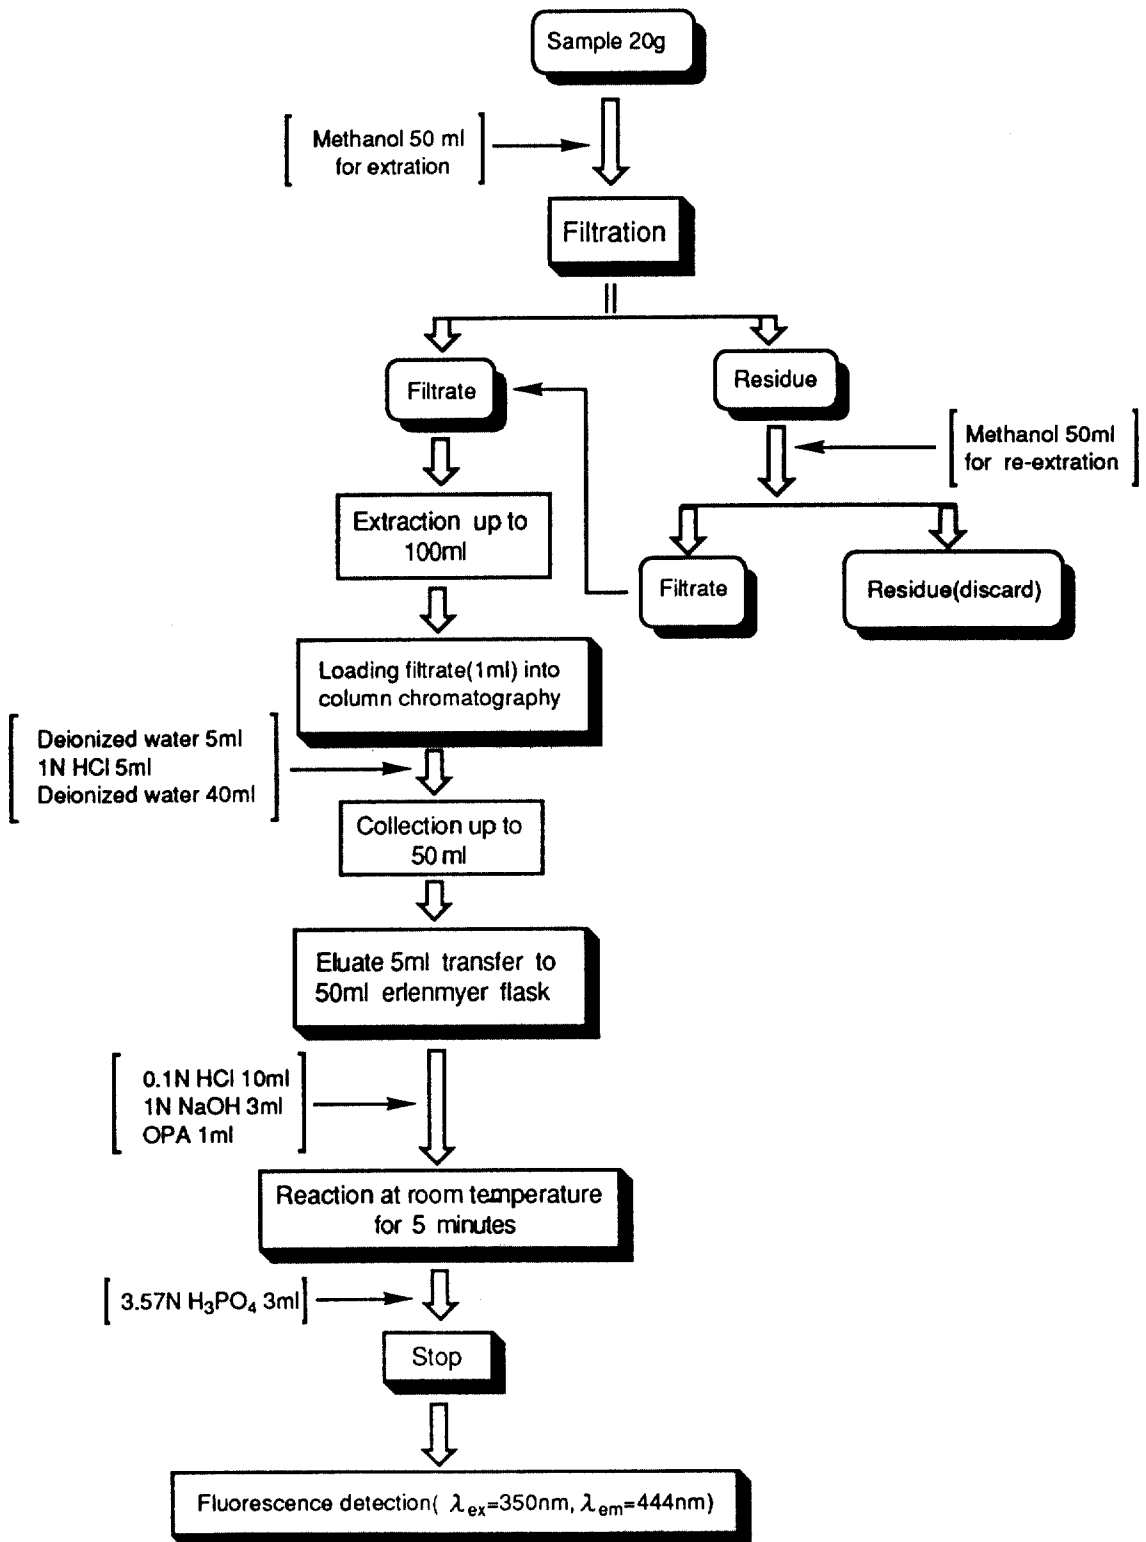 Sample 20g
Methanol 50 ml
for extration
Filtration
Filtrate
Residue
Methanol 50ml
for re-extration
Extraction up to
100ml
Filtrate
Residue(discard)
Loading filtrate(1ml) into
column chromatography
Deionized water 5ml
1N HCl 5ml
Deionized water 40ml
Collection up to
50 ml
Eluate 5ml transfer to
50ml erlenmyer flask
0.1N HCl 10ml
1N NaOH 3ml
OPA 1ml
Reaction at room temperature
for 5 minutes
3.57N H₃PO₄ 3ml
Stop
Fluorescence detection( λex=350nm, λem=444nm)